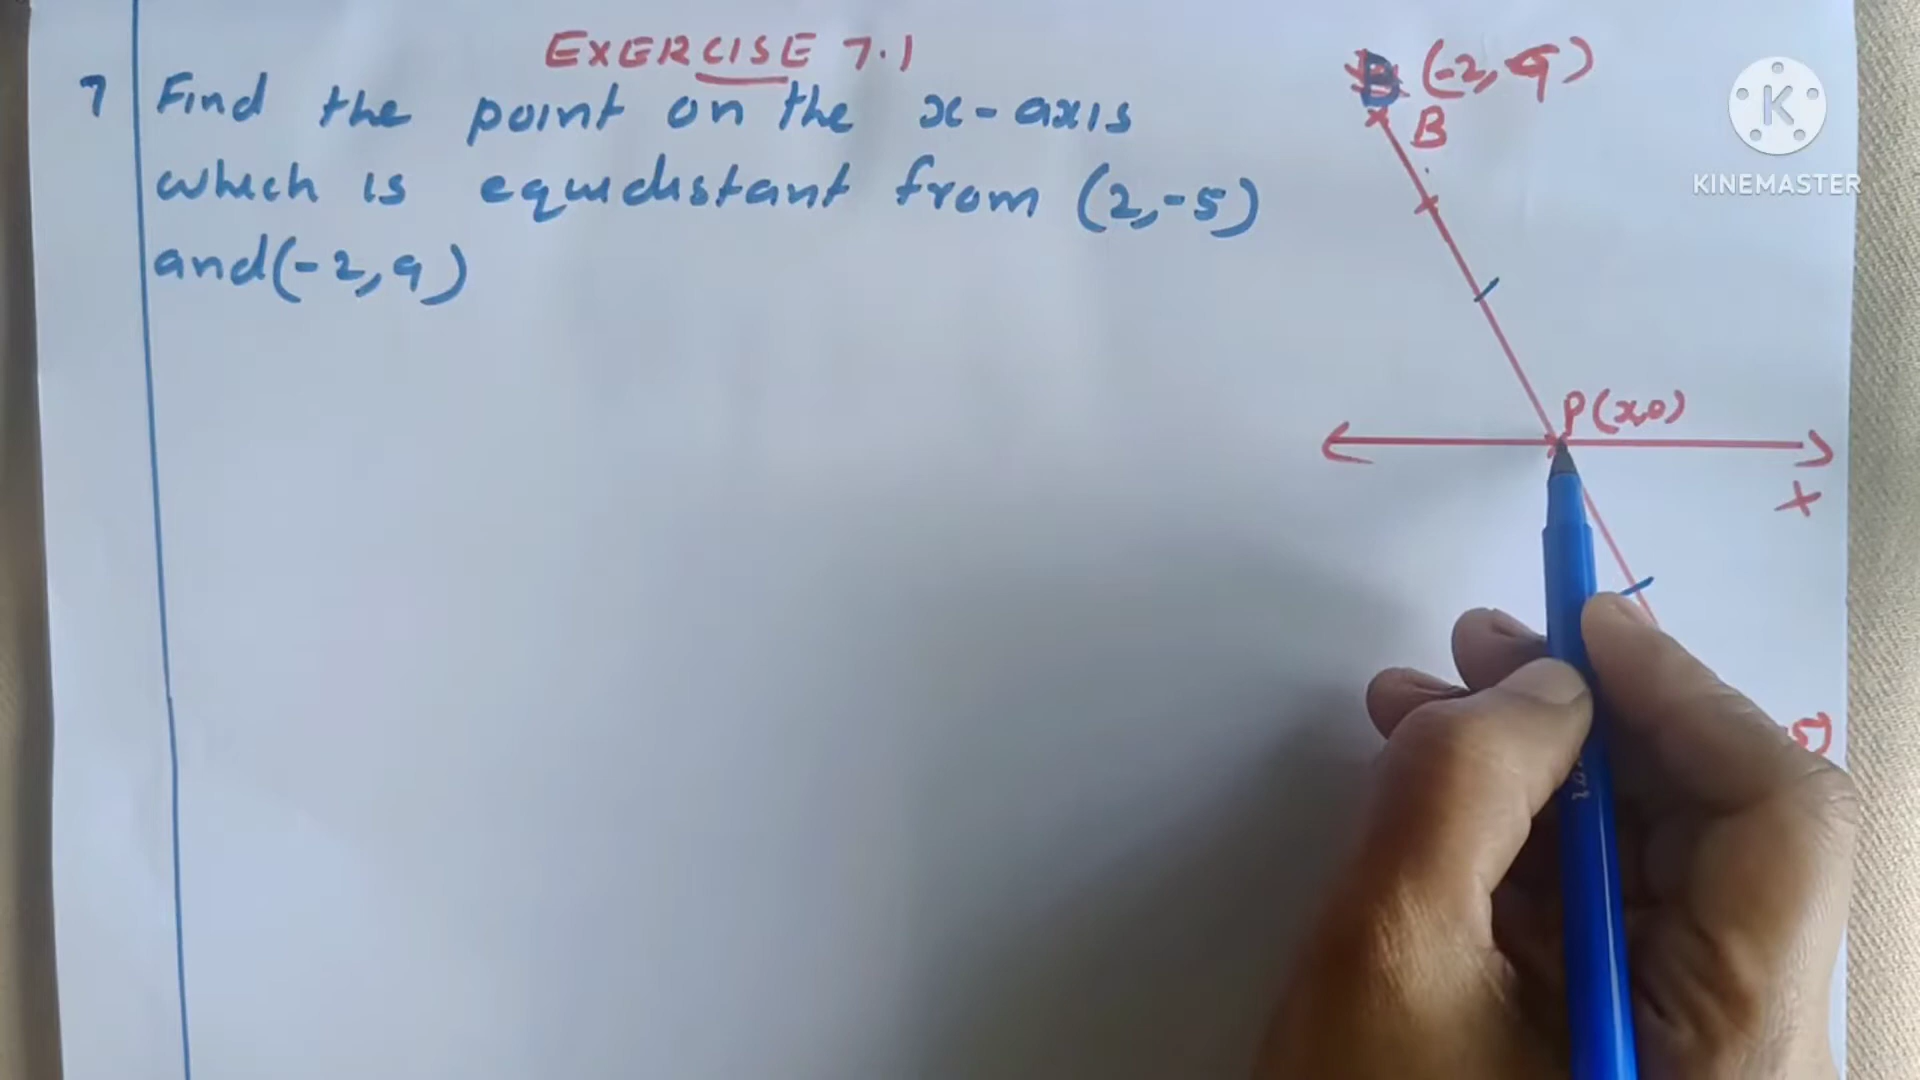 EXERCISE 7.1
7 Find the point on the x-axis
which is equidistant from (2,-5)
and(-2,9)
B (-2, 9)
B
P(x,0)
X
5)
K
KINEMASTER